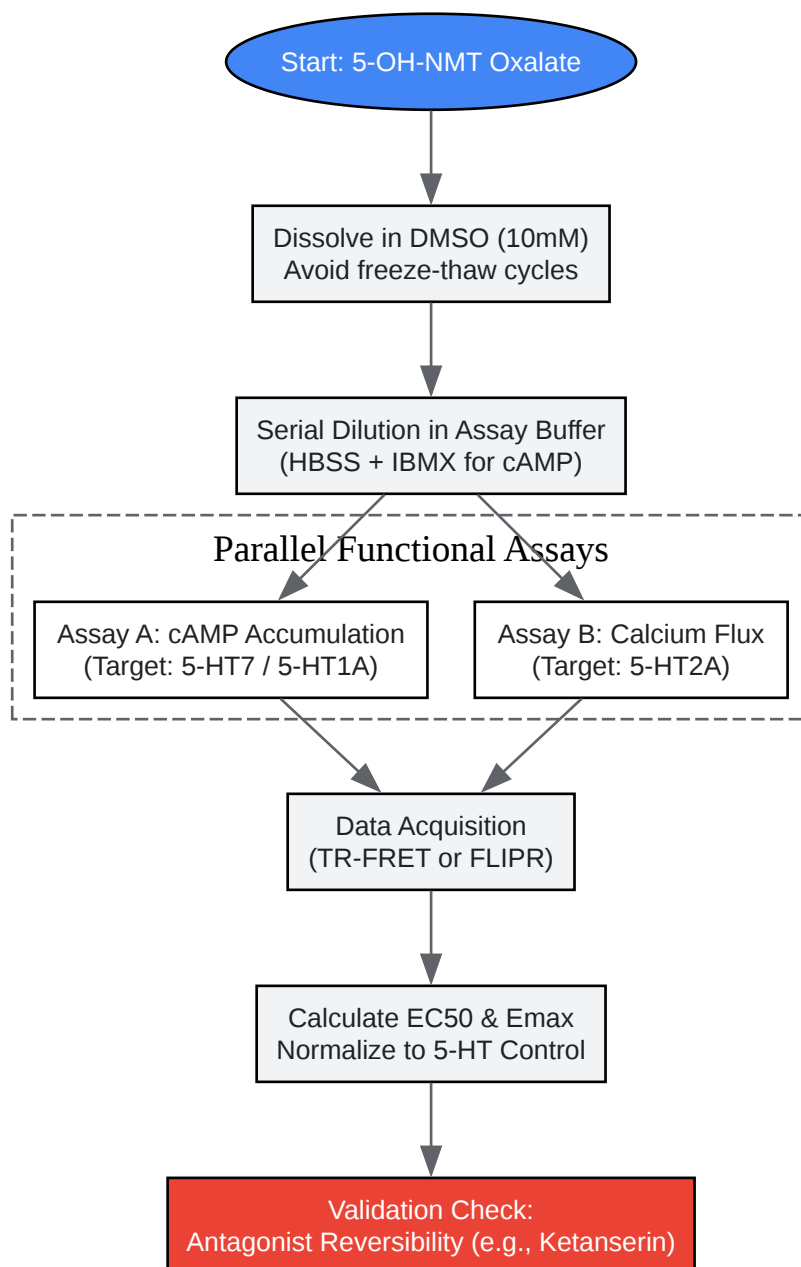 Start: 5-OH-NMT Oxalate
Dissolve in DMSO (10mM)
Avoid freeze-thaw cycles
Serial Dilution in Assay Buffer
(HBSS + IBMX for cAMP)
Parallel Functional Assays
Assay A: cAMP Accumulation
(Target: 5-HT7 / 5-HT1A)
Assay B: Calcium Flux
(Target: 5-HT2A)
Data Acquisition
(TR-FRET or FLIPR)
Calculate EC50 & Emax
Normalize to 5-HT Control
Validation Check:
Antagonist Reversibility (e.g., Ketanserin)